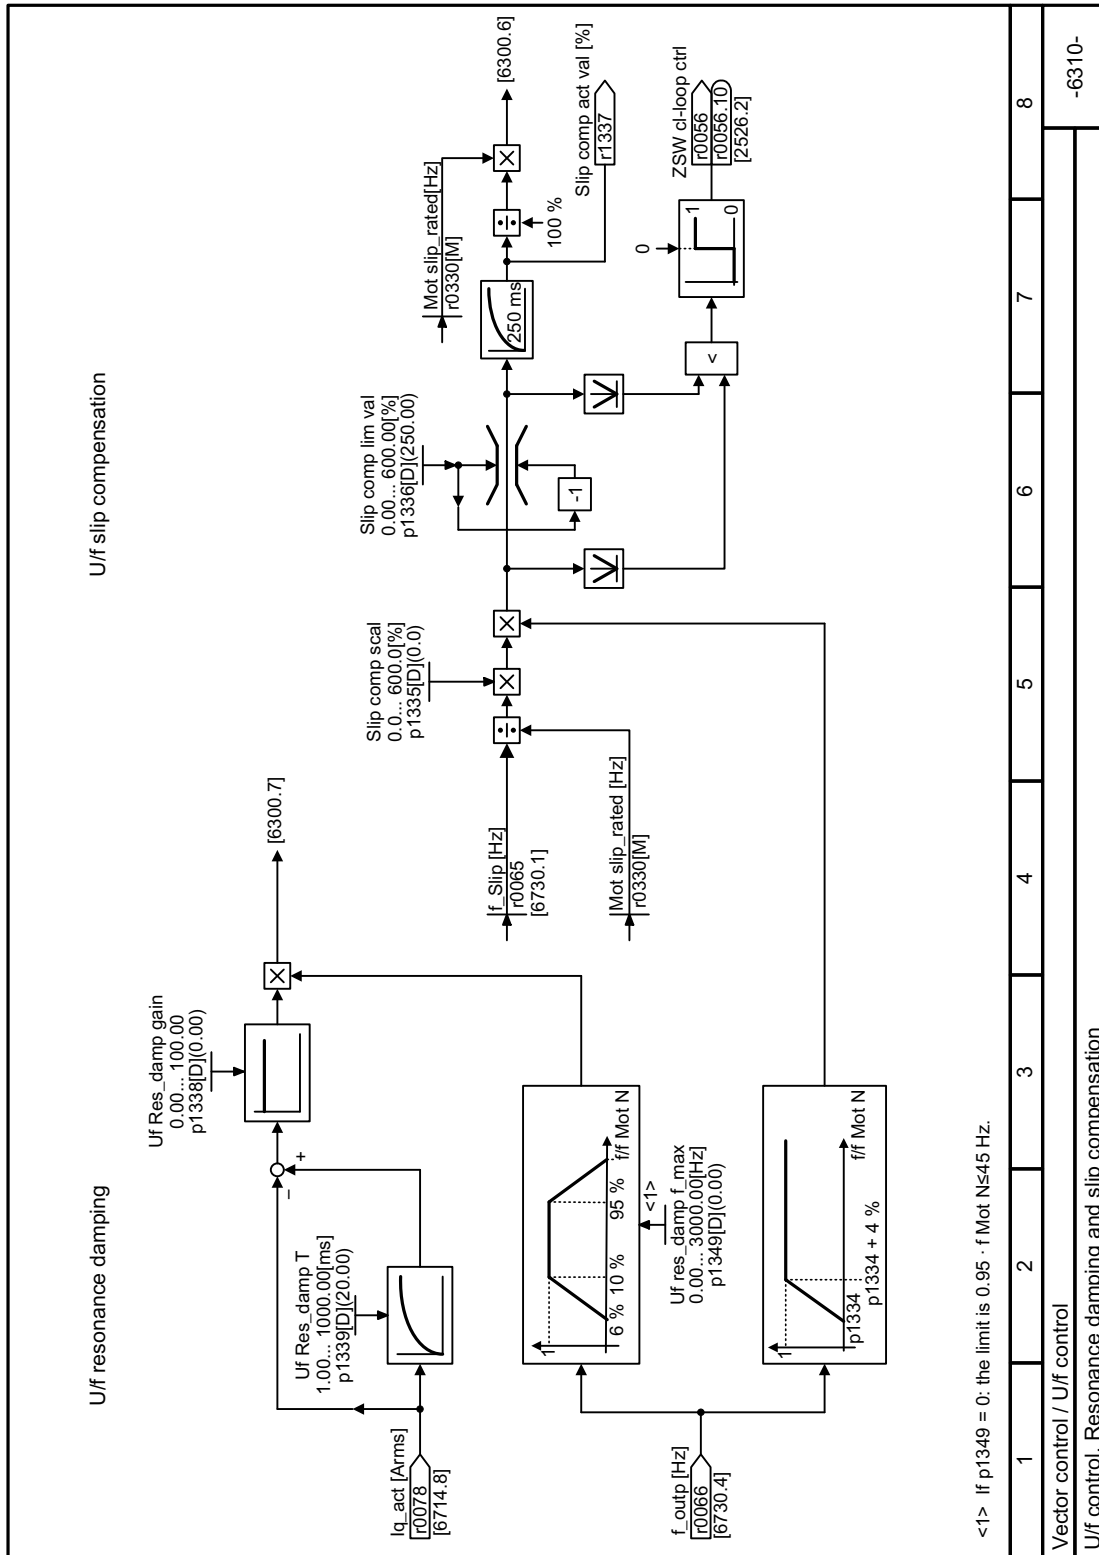 U/f resonance damping
U/f slip compensation
Uf Res_damp gain
0.00... 100.00
p1338[D](0.00)
[6300.7]
Uf Res_damp T
1.00... 1000.00[ms]
p1339[D](20.00)
+
−
Iq_act [Arms]
r0078
[6714.8]
Slip comp scal
0.0... 600.0[%]
p1335[D](0.0)
Slip comp lim val
0.00... 600.00[%]
p1336[D](250.00)
-1
Mot slip_rated[Hz]
r0330[M]
[6300.6]
250 ms
100 %
Slip comp act val [%]
r1337
f_Slip [Hz]
r0065
[6730.1]
Mot slip_rated [Hz]
r0330[M]
<
0
1
0
ZSW cl-loop ctrl
r0056
r0056.10
[2526.2]
1
6 %
10 %
95 %
f/f Mot N
<1>
Uf res_damp f_max
0.00... 3000.00[Hz]
p1349[D](0.00)
f_outp [Hz]
r0066
[6730.4]
1
p1334
p1334 + 4 %
f/f Mot N
<1> If p1349 = 0: the limit is 0.95 · f Mot N≤45 Hz.
1
2
3
4
5
6
7
8
Vector control / U/f control
-6310-
U/f control, Resonance damping and slip compensation